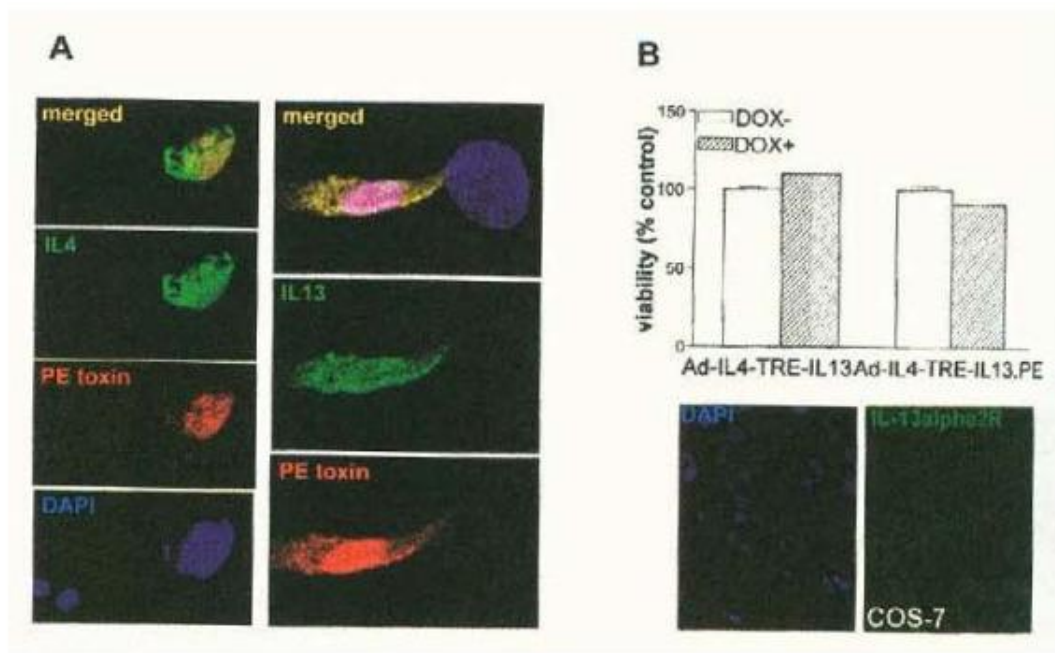 A
merged
IL4
PE toxin
DAPI
merged
IL13
PE toxin
B
viability (% control)
150
100
50
0
DOX-
DOX+
Ad-IL4-TRE-IL13
Ad-IL4-TRE-IL13.PE
DAPI
IL-13alpha2R
COS-7